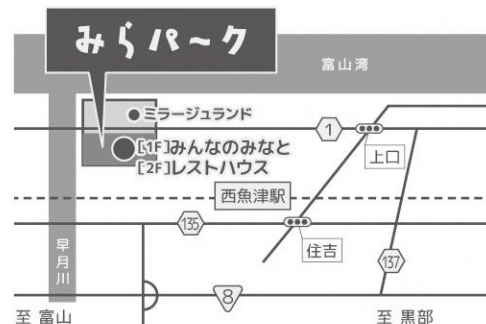 みらパーク
富山湾
ミラージュランド
1
[1F]みんなのみなと
[2F]レストハウス
上口
西魚津駅
135
住吉
早月川
137
8
至 富山
至 黒部